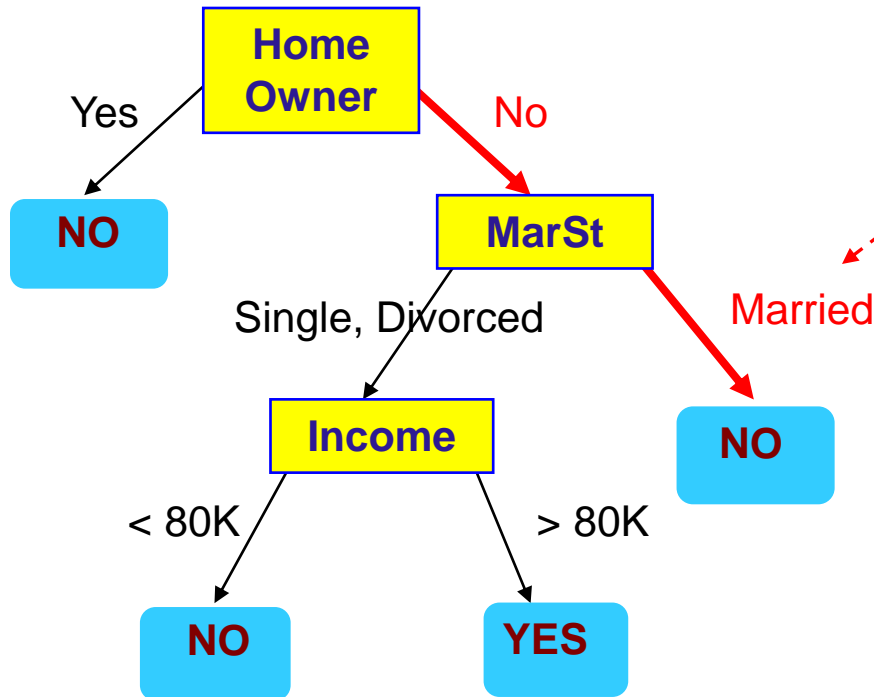 Home
Owner
Yes
No
NO
MarSt
Single, Divorced
Married
Income
NO
< 80K
> 80K
NO
YES